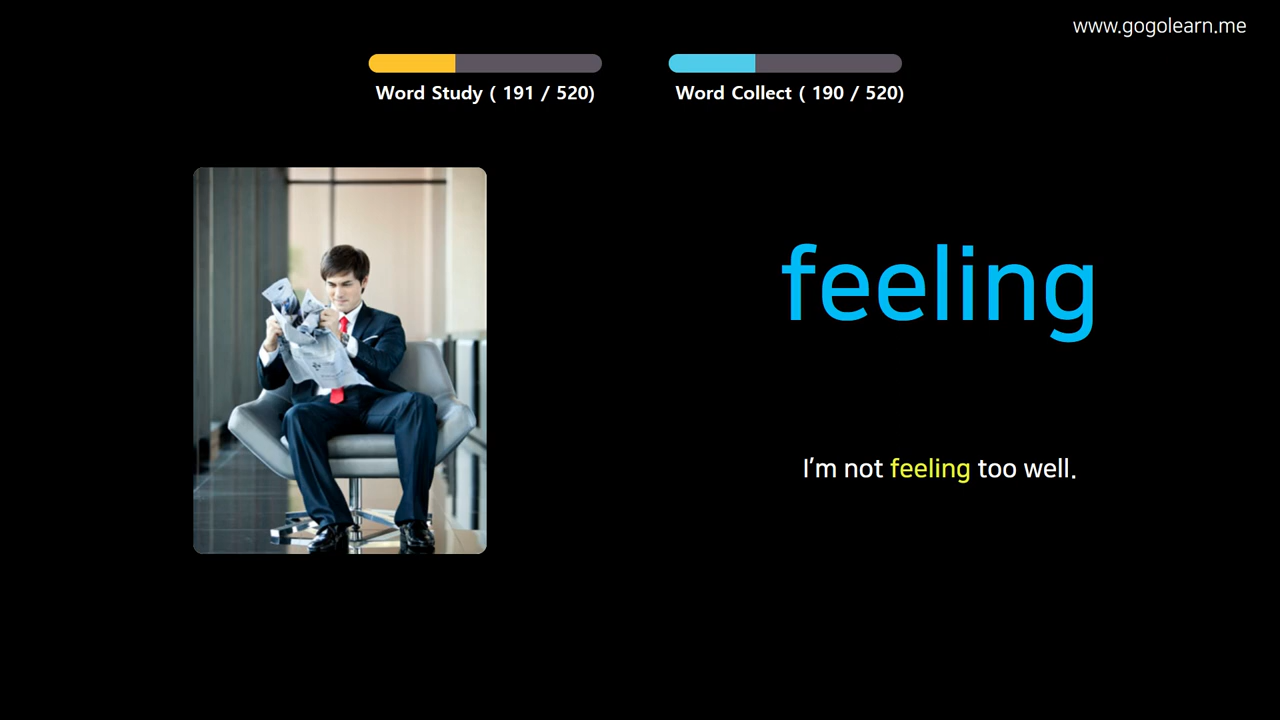 www.gogolearn.me
Word Study ( 191 / 520)
Word Collect ( 190 / 520)
feeling
I'm not feeling too well.